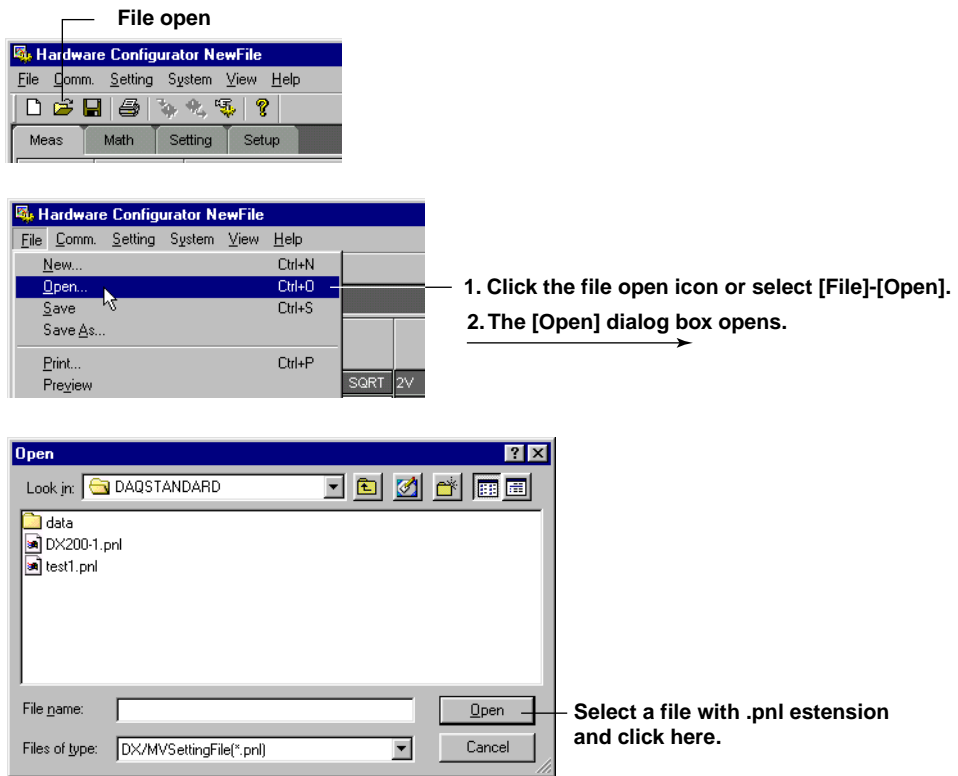 File open
Hardware Configurator NewFile
File Comm. Setting System View Help
Meas Math Setting Setup
Hardware Configurator NewFile
File Comm. Setting System View Help
New... Ctrl+N
Open... Ctrl+O
Save Ctrl+S
Save As...
Print... Ctrl+P
Preview
SQRT 2V
1. Click the file open icon or select [File]-[Open].
2. The [Open] dialog box opens.
Open
Look in: DAQSTANDARD
data
DX200-1.pnl
test1.pnl
File name: Open
Files of type: DX/MVSettingFile(*.pnl) Cancel
Select a file with .pnl estension
and click here.